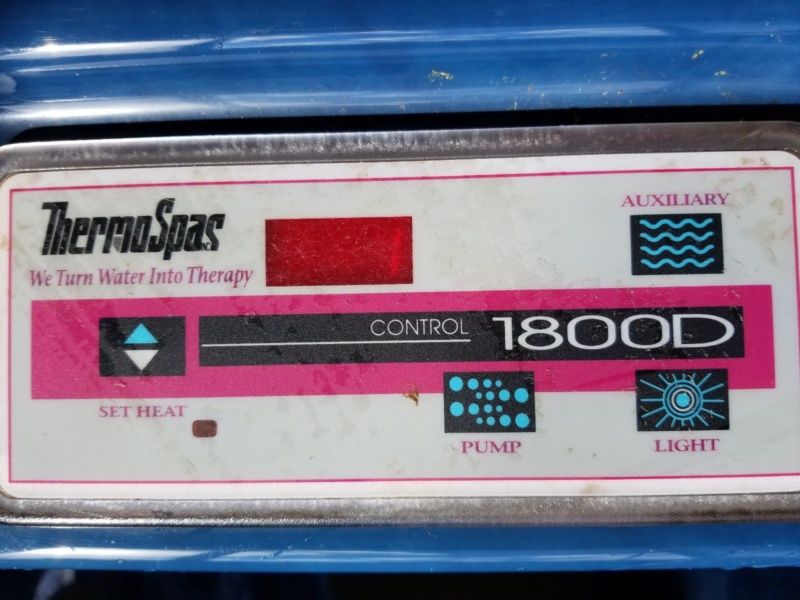 ThermoSpas
We Turn Water Into Therapy
AUXILIARY
CONTROL 1800D
SET HEAT
PUMP
LIGHT